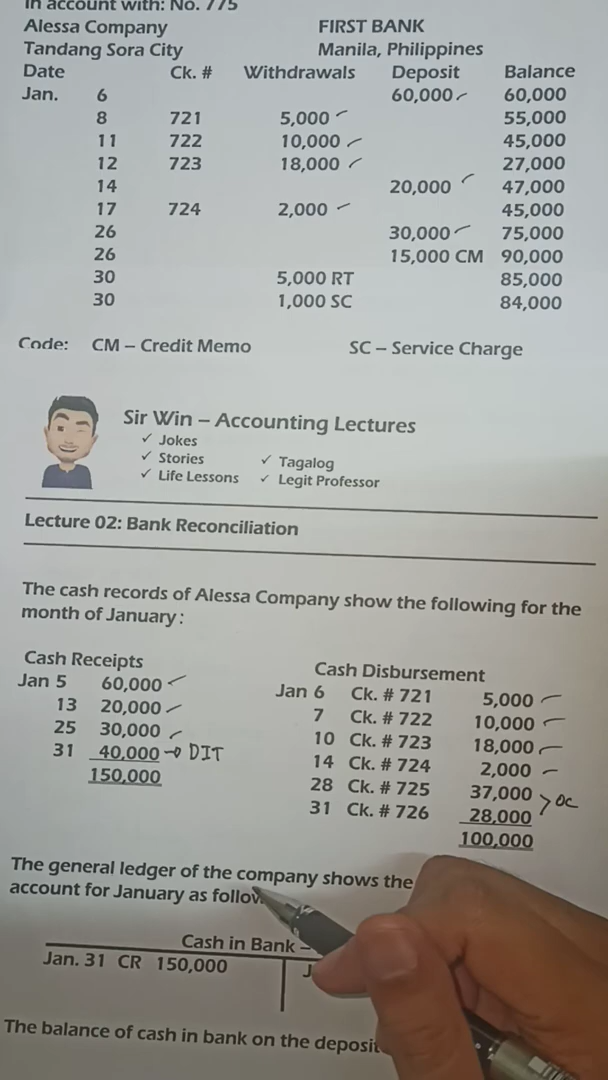 In account with: No. 775
Alessa Company FIRST BANK
Tandang Sora City Manila, Philippines
Date Ck. # Withdrawals Deposit Balance
Jan. 6 60,000 60,000
8 721 5,000 55,000
11 722 10,000 45,000
12 723 18,000 27,000
14 20,000 47,000
17 724 2,000 45,000
26 30,000 75,000
26 15,000 CM 90,000
30 5,000 RT 85,000
30 1,000 SC 84,000
Code: CM – Credit Memo SC – Service Charge
Sir Win – Accounting Lectures
✓ Jokes
✓ Stories ✓ Tagalog
✓ Life Lessons ✓ Legit Professor
Lecture 02: Bank Reconciliation
The cash records of Alessa Company show the following for the
month of January:
Cash Receipts Cash Disbursement
Jan 5 60,000 Jan 6 Ck. # 721 5,000
13 20,000 7 Ck. # 722 10,000
25 30,000 10 Ck. # 723 18,000
31 40,000 → DIT 14 Ck. # 724 2,000
150,000 28 Ck. # 725 37,000 > OC
31 Ck. # 726 28,000
100,000
The general ledger of the company shows the
account for January as follow
Cash in Bank –
Jan. 31 CR 150,000 J
The balance of cash in bank on the deposit